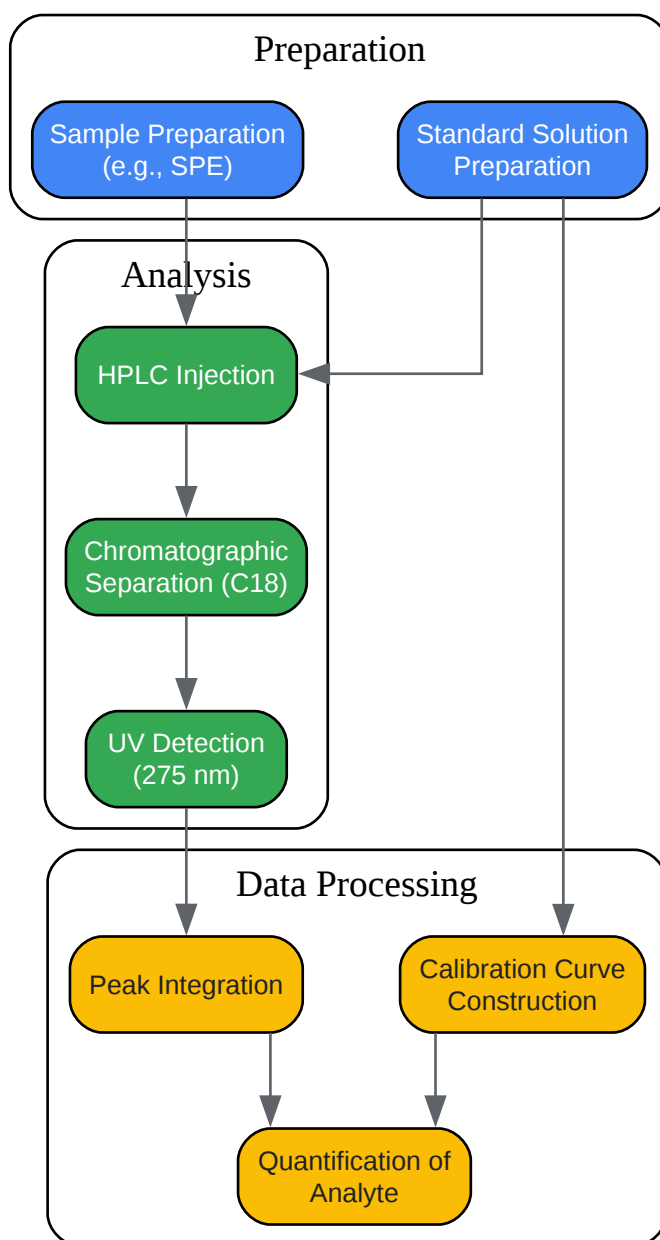 Preparation
Sample Preparation
(e.g., SPE)
Standard Solution
Preparation
Analysis
HPLC Injection
Chromatographic
Separation (C18)
UV Detection
(275 nm)
Data Processing
Peak Integration
Calibration Curve
Construction
Quantification of
Analyte